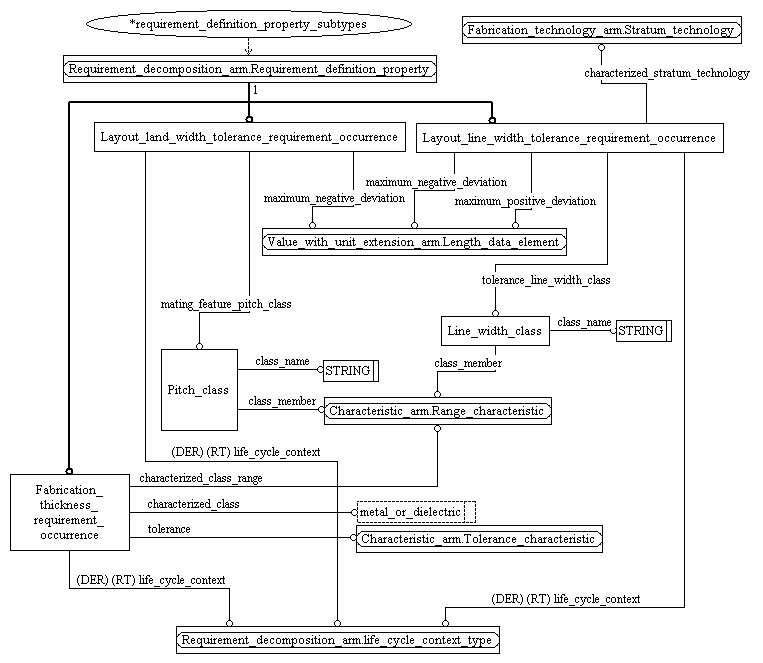 *requirement_definition_property_subtypes
Fabrication_technology_arm.Stratum_technology
Requirement_decomposition_arm.Requirement_definition_property
characterized_stratum_technology
1
Layout_land_width_tolerance_requirement_occurrence
Layout_line_width_tolerance_requirement_occurrence
maximum_negative_deviation
maximum_negative_deviation
maximum_positive_deviation
Value_with_unit_extension_arm.Length_data_element
tolerance_line_width_class
mating_feature_pitch_class
Line_width_class
class_name
STRING
class_name
STRING
class_member
Pitch_class
class_member
Characteristic_arm.Range_characteristic
(DER) (RT) life_cycle_context
characterized_class_range
Fabrication_
thickness_
requirement_
occurrence
characterized_class
metal_or_dielectric
tolerance
Characteristic_arm.Tolerance_characteristic
(DER) (RT) life_cycle_context
(DER) (RT) life_cycle_context
Requirement_decomposition_arm.life_cycle_context_type